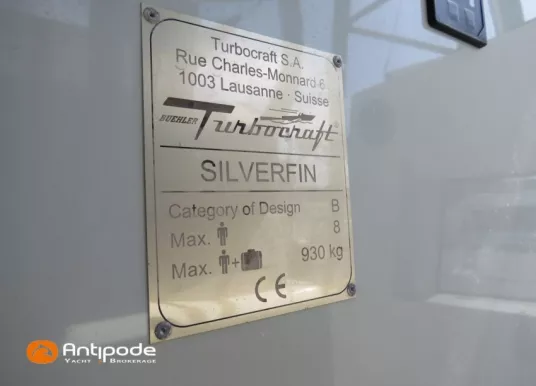 Turbocraft S.A.
Rue Charles-Monnard 6
1003 Lausanne · Suisse
BUEHLER Turbocraft®
SILVERFIN
Category of Design B
Max. 8
Max. + 930 kg
CE
Antipode
YACHT BROKERAGE